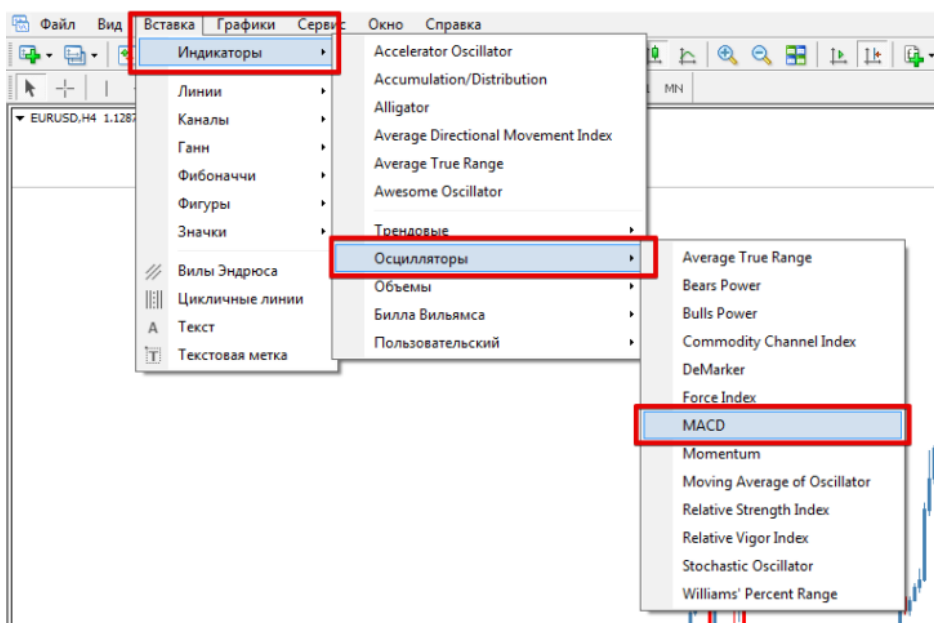 Файл Вид Вставка Графики Сервис Окно Справка
MN
EURUSD,H4 1.1287
Индикаторы
Линии
Каналы
Ганн
Фибоначчи
Фигуры
Значки
Вилы Эндрюса
Цикличные линии
A Текст
T Текстовая метка
Accelerator Oscillator
Accumulation/Distribution
Alligator
Average Directional Movement Index
Average True Range
Awesome Oscillator
Трендовые
Осцилляторы
Объемы
Билла Вильямса
Пользовательский
Average True Range
Bears Power
Bulls Power
Commodity Channel Index
DeMarker
Force Index
MACD
Momentum
Moving Average of Oscillator
Relative Strength Index
Relative Vigor Index
Stochastic Oscillator
Williams' Percent Range